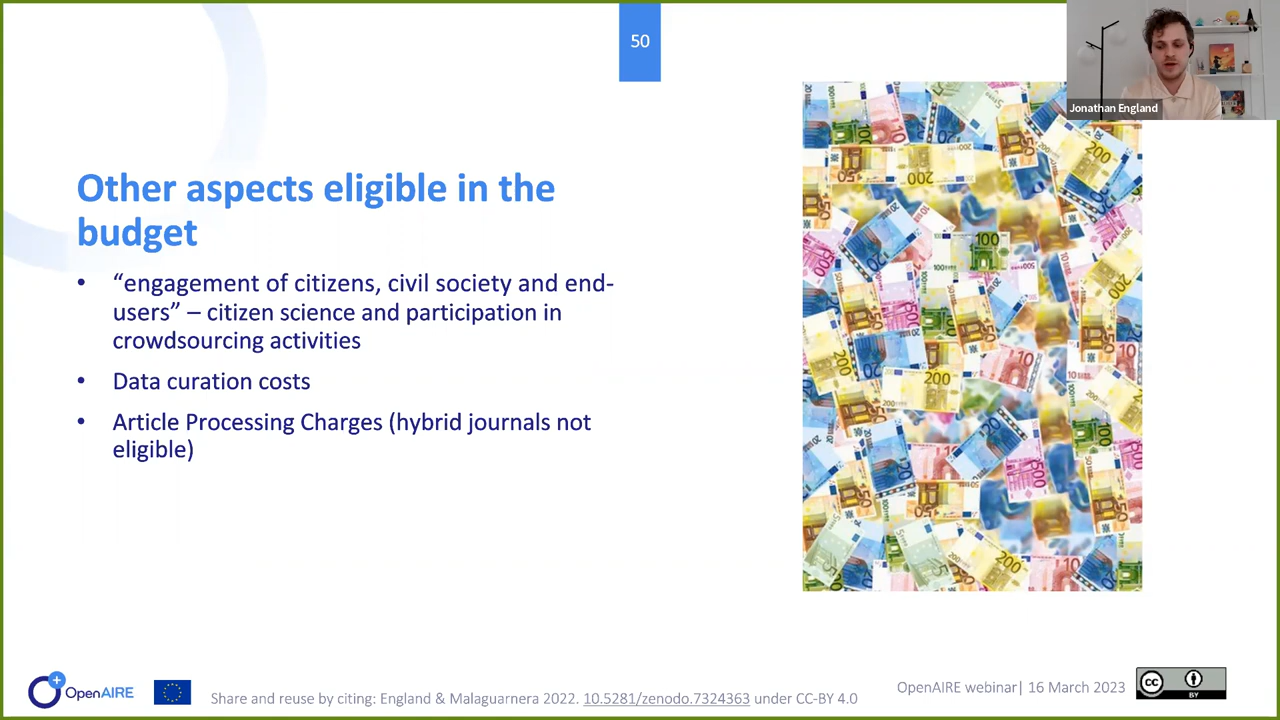 50
Jonathan England
Other aspects eligible in the
budget
• “engagement of citizens, civil society and end-
users” – citizen science and participation in
crowdsourcing activities
• Data curation costs
• Article Processing Charges (hybrid journals not
eligible)
OpenAIRE
Share and reuse by citing: England & Malaguarnera 2022. 10.5281/zenodo.7324363 under CC-BY 4.0
OpenAIRE webinar| 16 March 2023
cc
BY